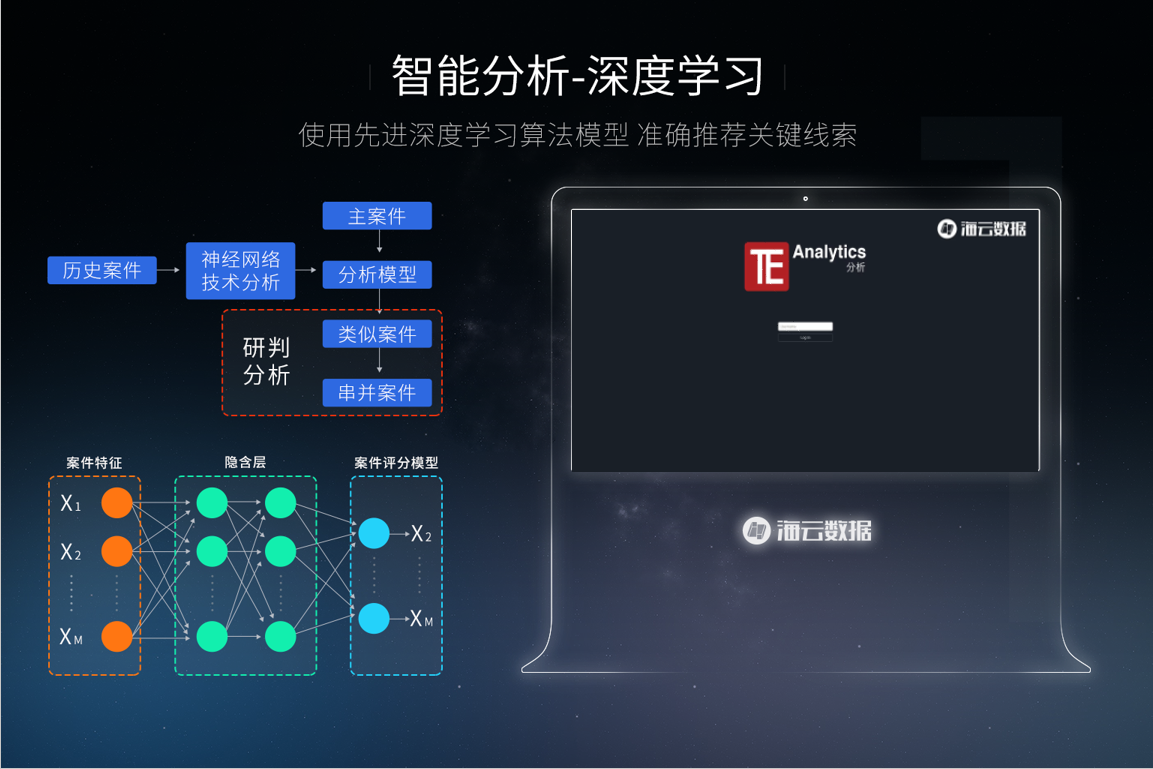 智能分析-深度学习
使用先进深度学习算法模型 准确推荐关键线索
主案件
历史案件
神经网络
技术分析
分析模型
研判
分析
类似案件
串并案件
案件特征
隐含层
案件评分模型
X1
X2
XM
X2
XM
海云数据
TE
Analytics
分析
Log In
海云数据